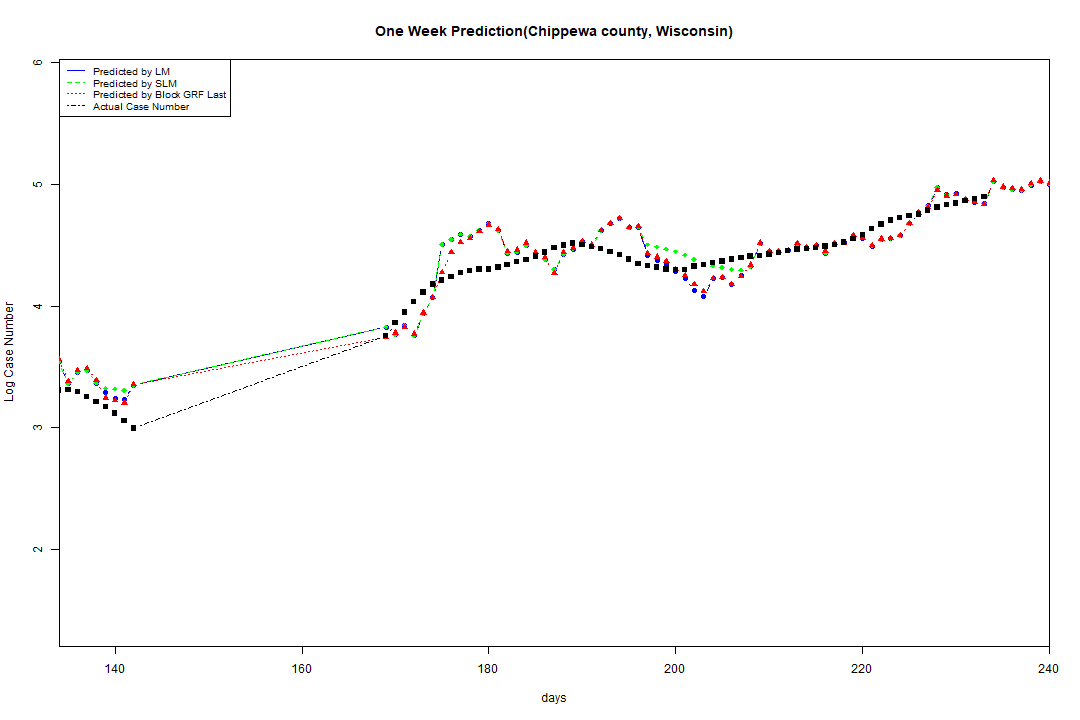 One Week Prediction(Chippewa county, Wisconsin)
Predicted by LM
Predicted by SLM
Predicted by Block GRF Last
Actual Case Number
6
5
4
3
2
Log Case Number
140 160 180 200 220 240
days